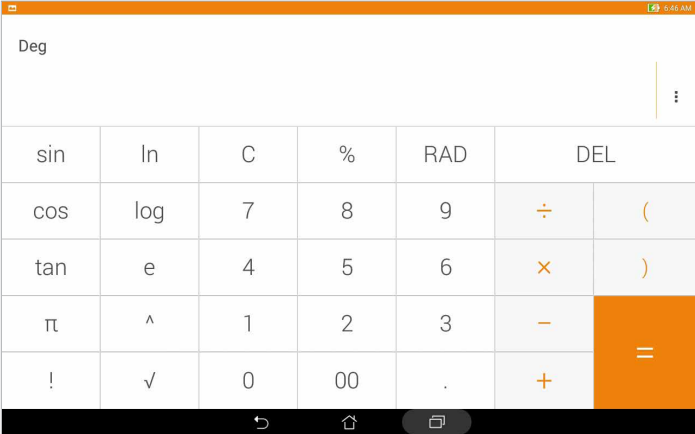 6:46 AM
Deg
sin ln C % RAD DEL
cos log 7 8 9 ÷ (
tan e 4 5 6 × )
π ^ 1 2 3 −
! √ 0 00 . + =